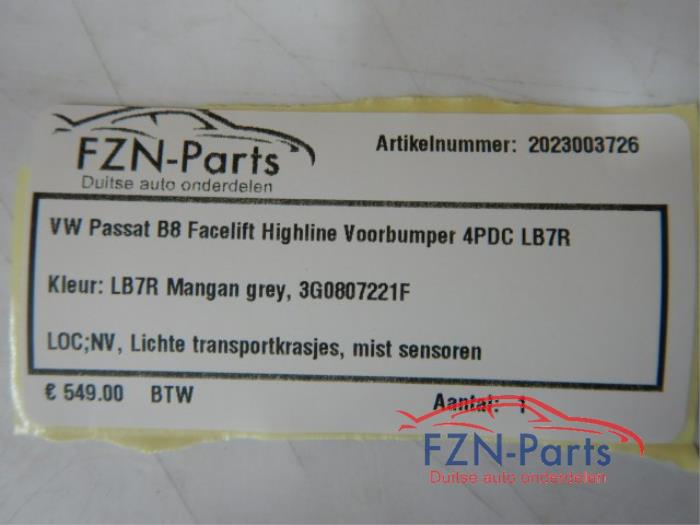 FZN-Parts
Duitse auto onderdelen
Artikelnummer: 2023003726
VW Passat B8 Facelift Highline Voorbumper 4PDC LB7R
Kleur: LB7R Mangan grey, 3G0807221F
LOC;NV, Lichte transportkrasjes, mist sensoren
€ 549.00 BTW
Aantal: 1
FZN-Parts
Duitse auto onderdelen